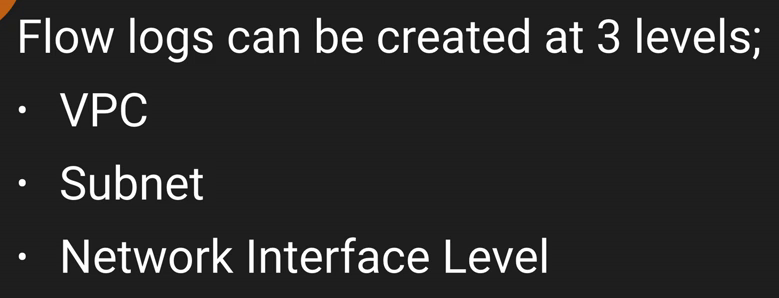 Flow logs can be created at 3 levels;
• VPC
• Subnet
• Network Interface Level